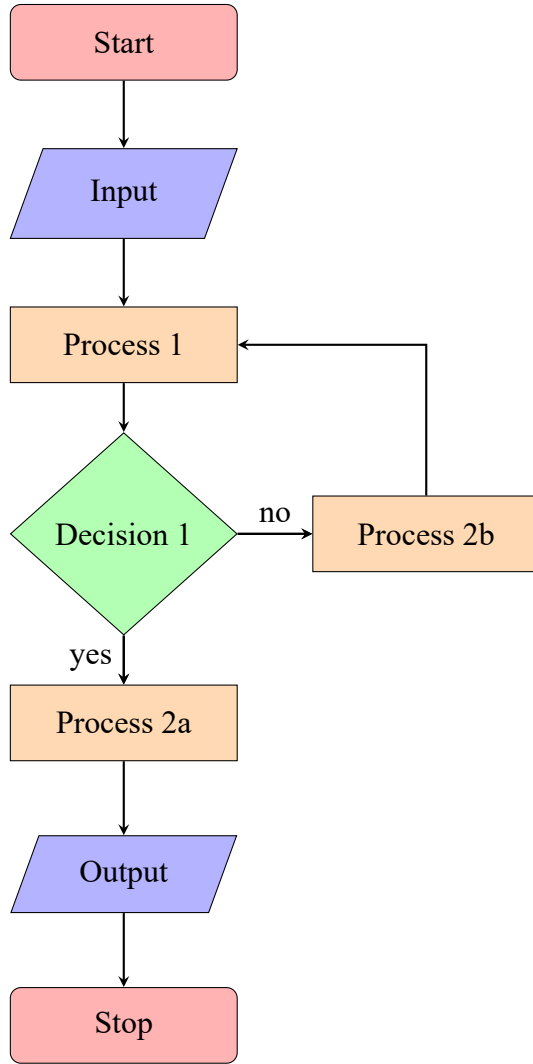 Start
Input
Process 1
Decision 1
no
Process 2b
yes
Process 2a
Output
Stop